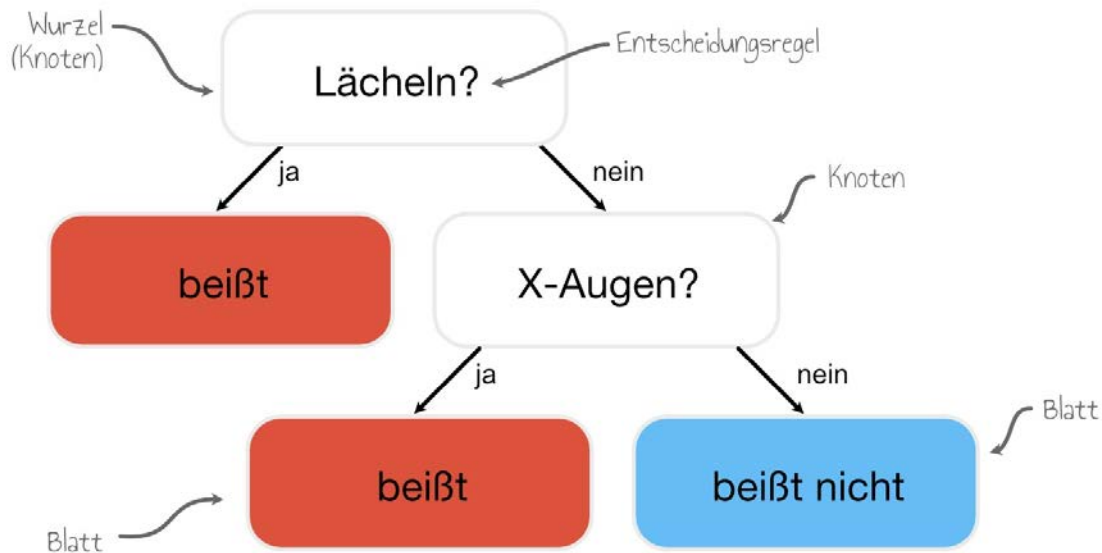 Wurzel
(Knoten)
Entscheidungsregel
Lächeln?
ja
nein
Knoten
beißt
X-Augen?
ja
nein
Blatt
beißt
beißt nicht
Blatt